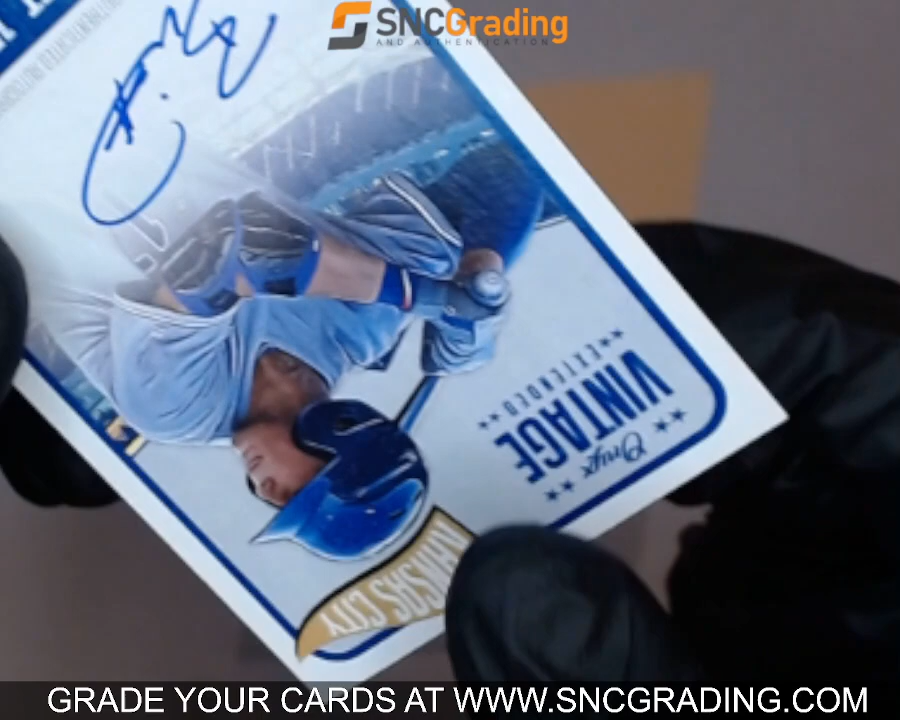 SNCGrading
AND AUTHENTICATION
Onyx
VINTAGE
EXTENDED
KANSAS CITY
GRADE YOUR CARDS AT WWW.SNCGRADING.COM